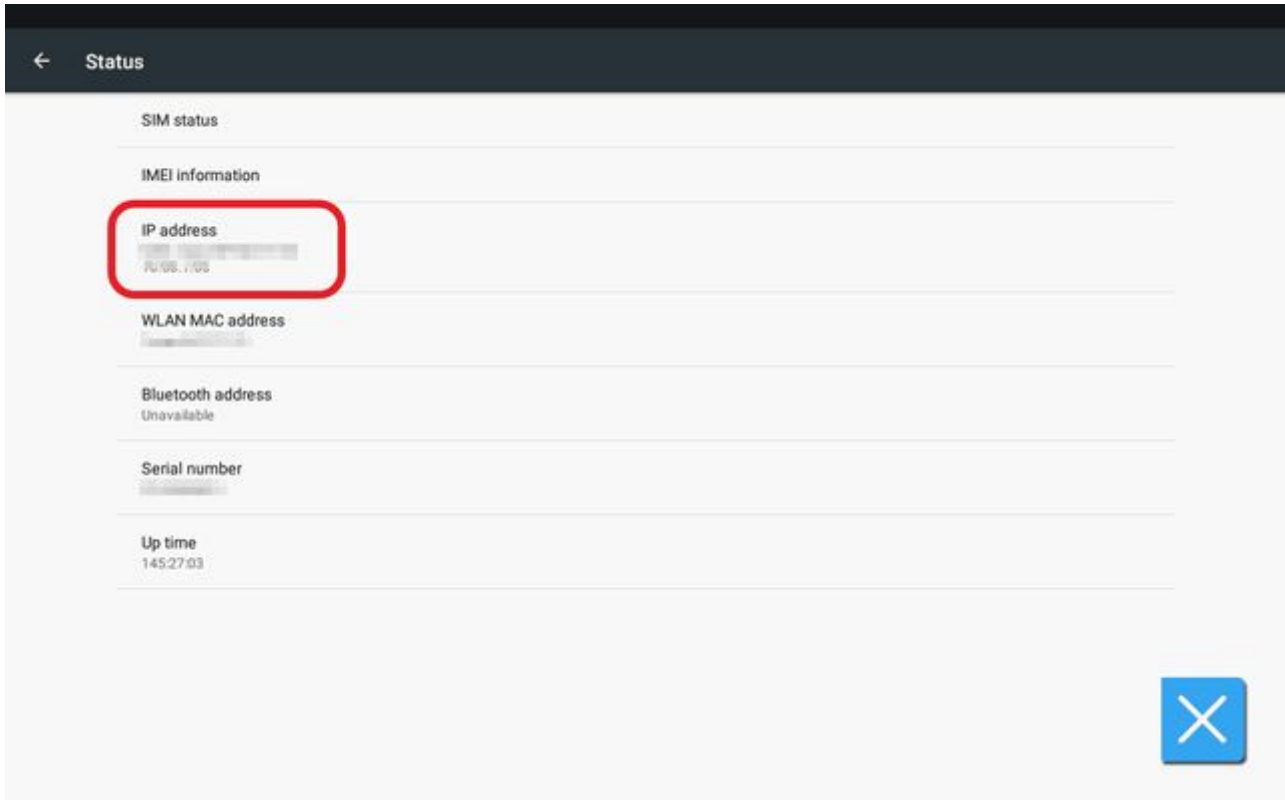 Status
SIM status
IMEI information
IP address
WLAN MAC address
Bluetooth address
Unavailable
Serial number
Up time
145:27:03